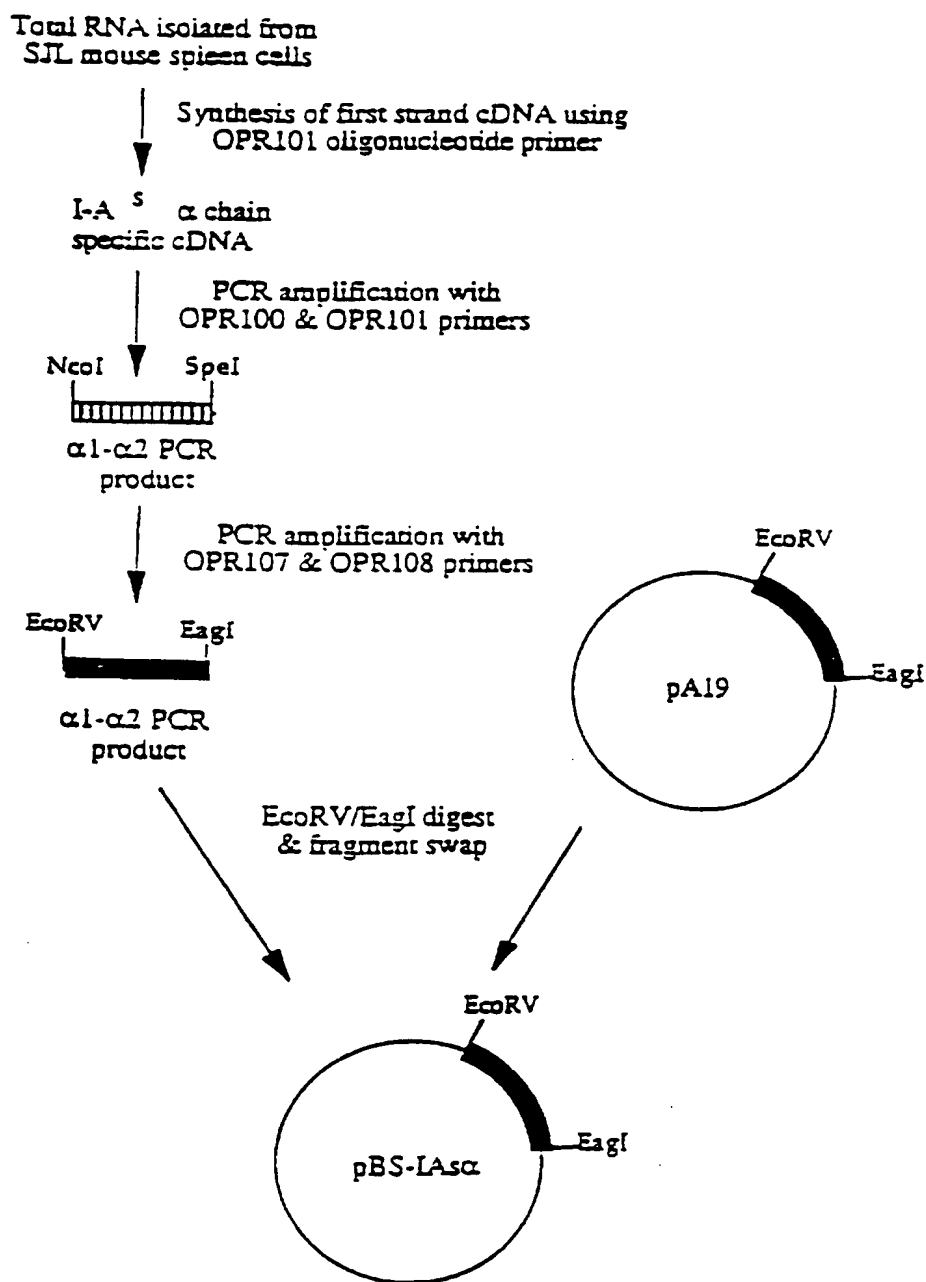 Total RNA isolated from
SJL mouse spleen cells
Synthesis of first strand cDNA using
OPR101 oligonucleotide primer
I-A s α chain
specific cDNA
PCR amplification with
OPR100 & OPR101 primers
NcoI SpeI
α1-α2 PCR
product
PCR amplification with
OPR107 & OPR108 primers
EcoRV EagI
α1-α2 PCR
product
EcoRV
EagI
pA19
EcoRV/EagI digest
& fragment swap
EcoRV
EagI
pBS-IAsα